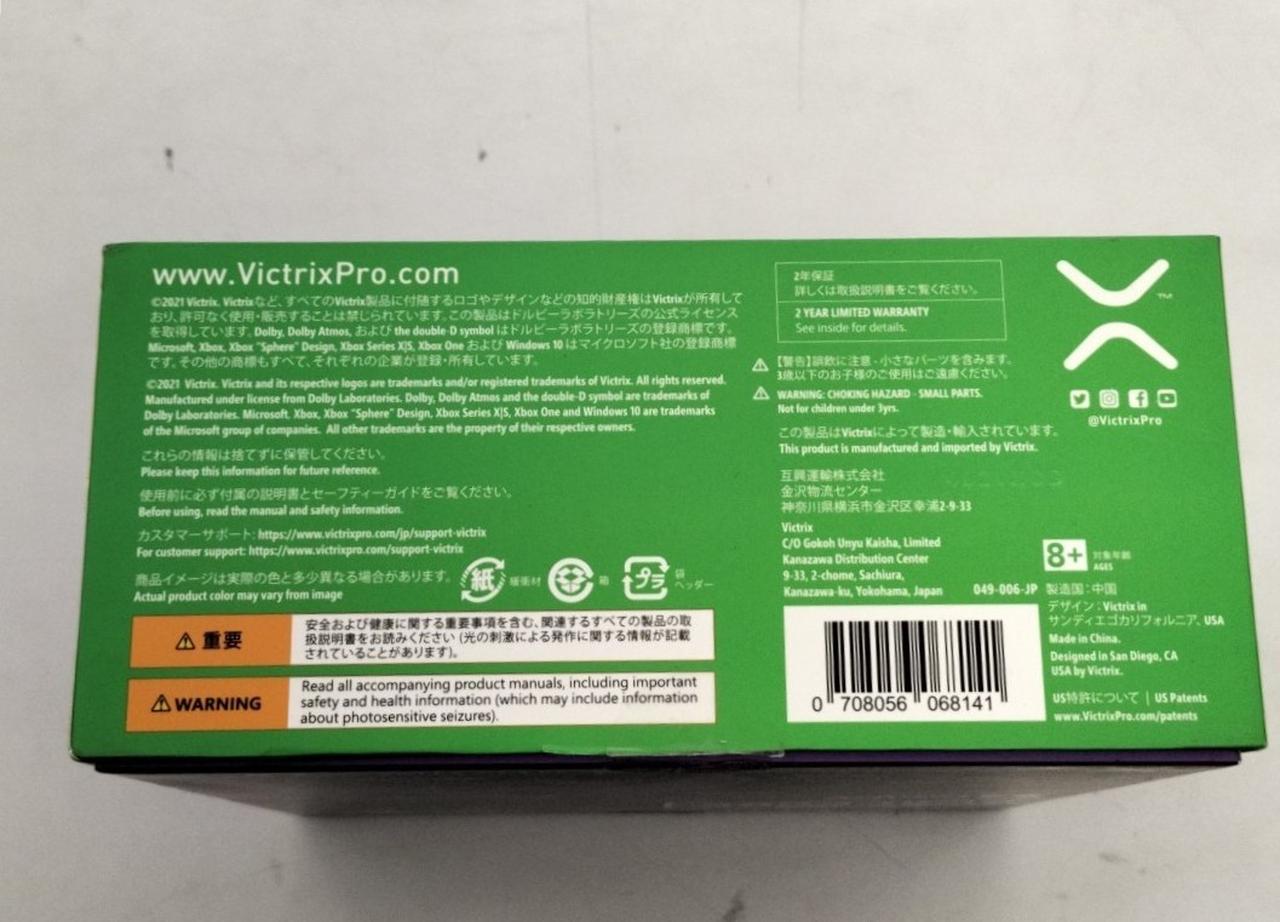 www.VictrixPro.com
©2021 Victrix. Victrixなど、すべてのVictrix製品に付随するロゴやデザインなどの知的財産権はVictrixが所有して
おり、許可なく使用・販売することは禁じられています。この製品はドルビーラボラトリーズの公式ライセンス
を取得しています。Dolby, Dolby Atmos, および the double-D symbol はドルビーラボラトリーズの登録商標です。
Microsoft, Xbox, Xbox "Sphere" Design, Xbox Series X|S, Xbox One および Windows 10 はマイクロソフト社の登録商標
です。その他の商標もすべて、それぞれの企業が登録・所有しています。
©2021 Victrix. Victrix and its respective logos are trademarks and/or registered trademarks of Victrix. All rights reserved.
Manufactured under license from Dolby Laboratories. Dolby, Dolby Atmos and the double-D symbol are trademarks of
Dolby Laboratories. Microsoft, Xbox, Xbox "Sphere" Design, Xbox Series X|S, Xbox One and Windows 10 are trademarks
of the Microsoft group of companies. All other trademarks are the property of their respective owners.
これらの情報は捨てずに保管してください。
Please keep this information for future reference.
使用前に必ず付属の説明書とセーフティーガイドをご覧ください。
Before using, read the manual and safety information.
カスタマーサポート: https://www.victrixpro.com/jp/support-victrix
For customer support: https://www.victrixpro.com/support-victrix
商品イメージは実際の色と多少異なる場合があります。
Actual product color may vary from image
紙 緩衝材
箱
プラ 袋
ヘッダー
重要
安全および健康に関する重要事項を含む、関連するすべての製品の取
扱説明書をお読みください (光の刺激による発作に関する情報が記載
されていることがあります)。
WARNING
Read all accompanying product manuals, including important
safety and health information (which may include information
about photosensitive seizures).
2年保証
詳しくは取扱説明書をご覧ください。
2 YEAR LIMITED WARRANTY
See inside for details.
【警告】誤飲に注意 - 小さなパーツを含みます。
3歳以下のお子様のご使用はご遠慮ください。
WARNING: CHOKING HAZARD - SMALL PARTS.
Not for children under 3yrs.
この製品はVictrixによって製造・輸入されています。
This product is manufactured and imported by Victrix.
互興運輸株式会社
金沢物流センター
神奈川県横浜市金沢区幸浦2-9-33
Victrix
C/O Gokoh Unyu Kaisha, Limited
Kanazawa Distribution Center
9-33, 2-chome, Sachiura,
Kanazawa-ku, Yokohama, Japan
049-006-JP
0 708056 068141
TM
@VictrixPro
8+ 対象年齢
AGES
製造国：中国
デザイン：Victrix in
サンディエゴカリフォルニア、USA
Made in China.
Designed in San Diego, CA
USA by Victrix.
US特許について | US Patents
www.VictrixPro.com/patents